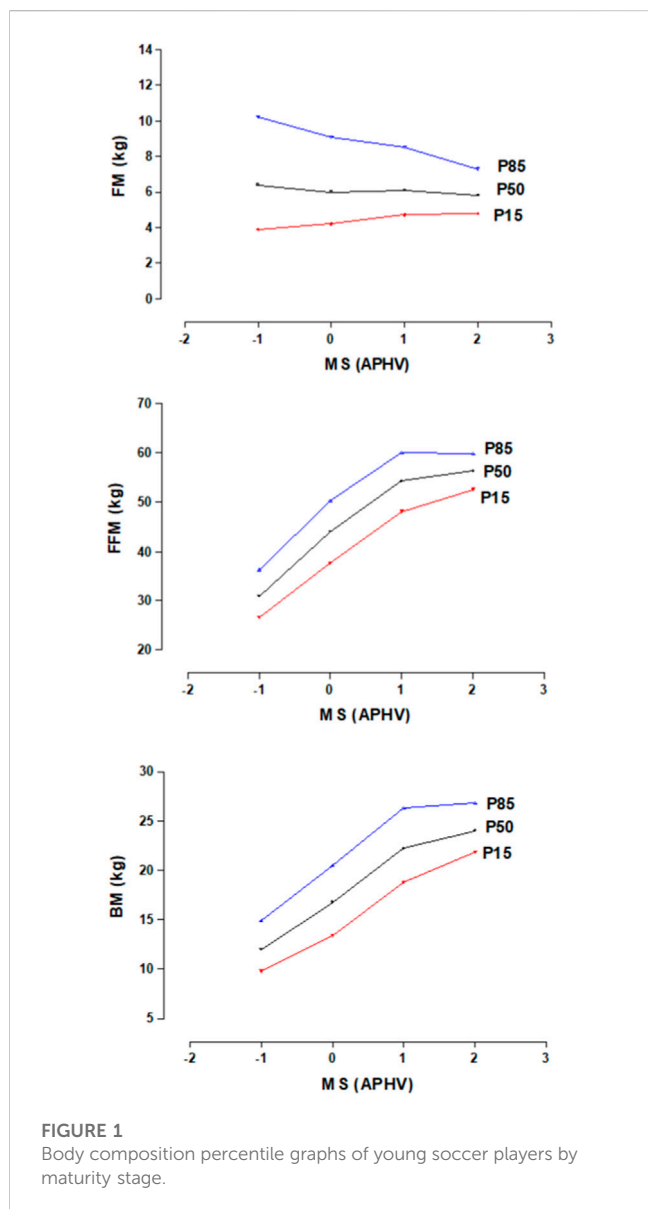 14
12
10
8
6
4
2
0
FM (kg)
P85
P50
P15
-2 -1 0 1 2 3
MS (APHV)
70
60
50
40
30
20
FFM (kg)
P85
P50
P15
-2 -1 0 1 2 3
MS (APHV)
30
25
20
15
10
5
BM (kg)
P85
P50
P15
-2 -1 0 1 2 3
MS (APHV)
FIGURE 1
Body composition percentile graphs of young soccer players by
maturity stage.